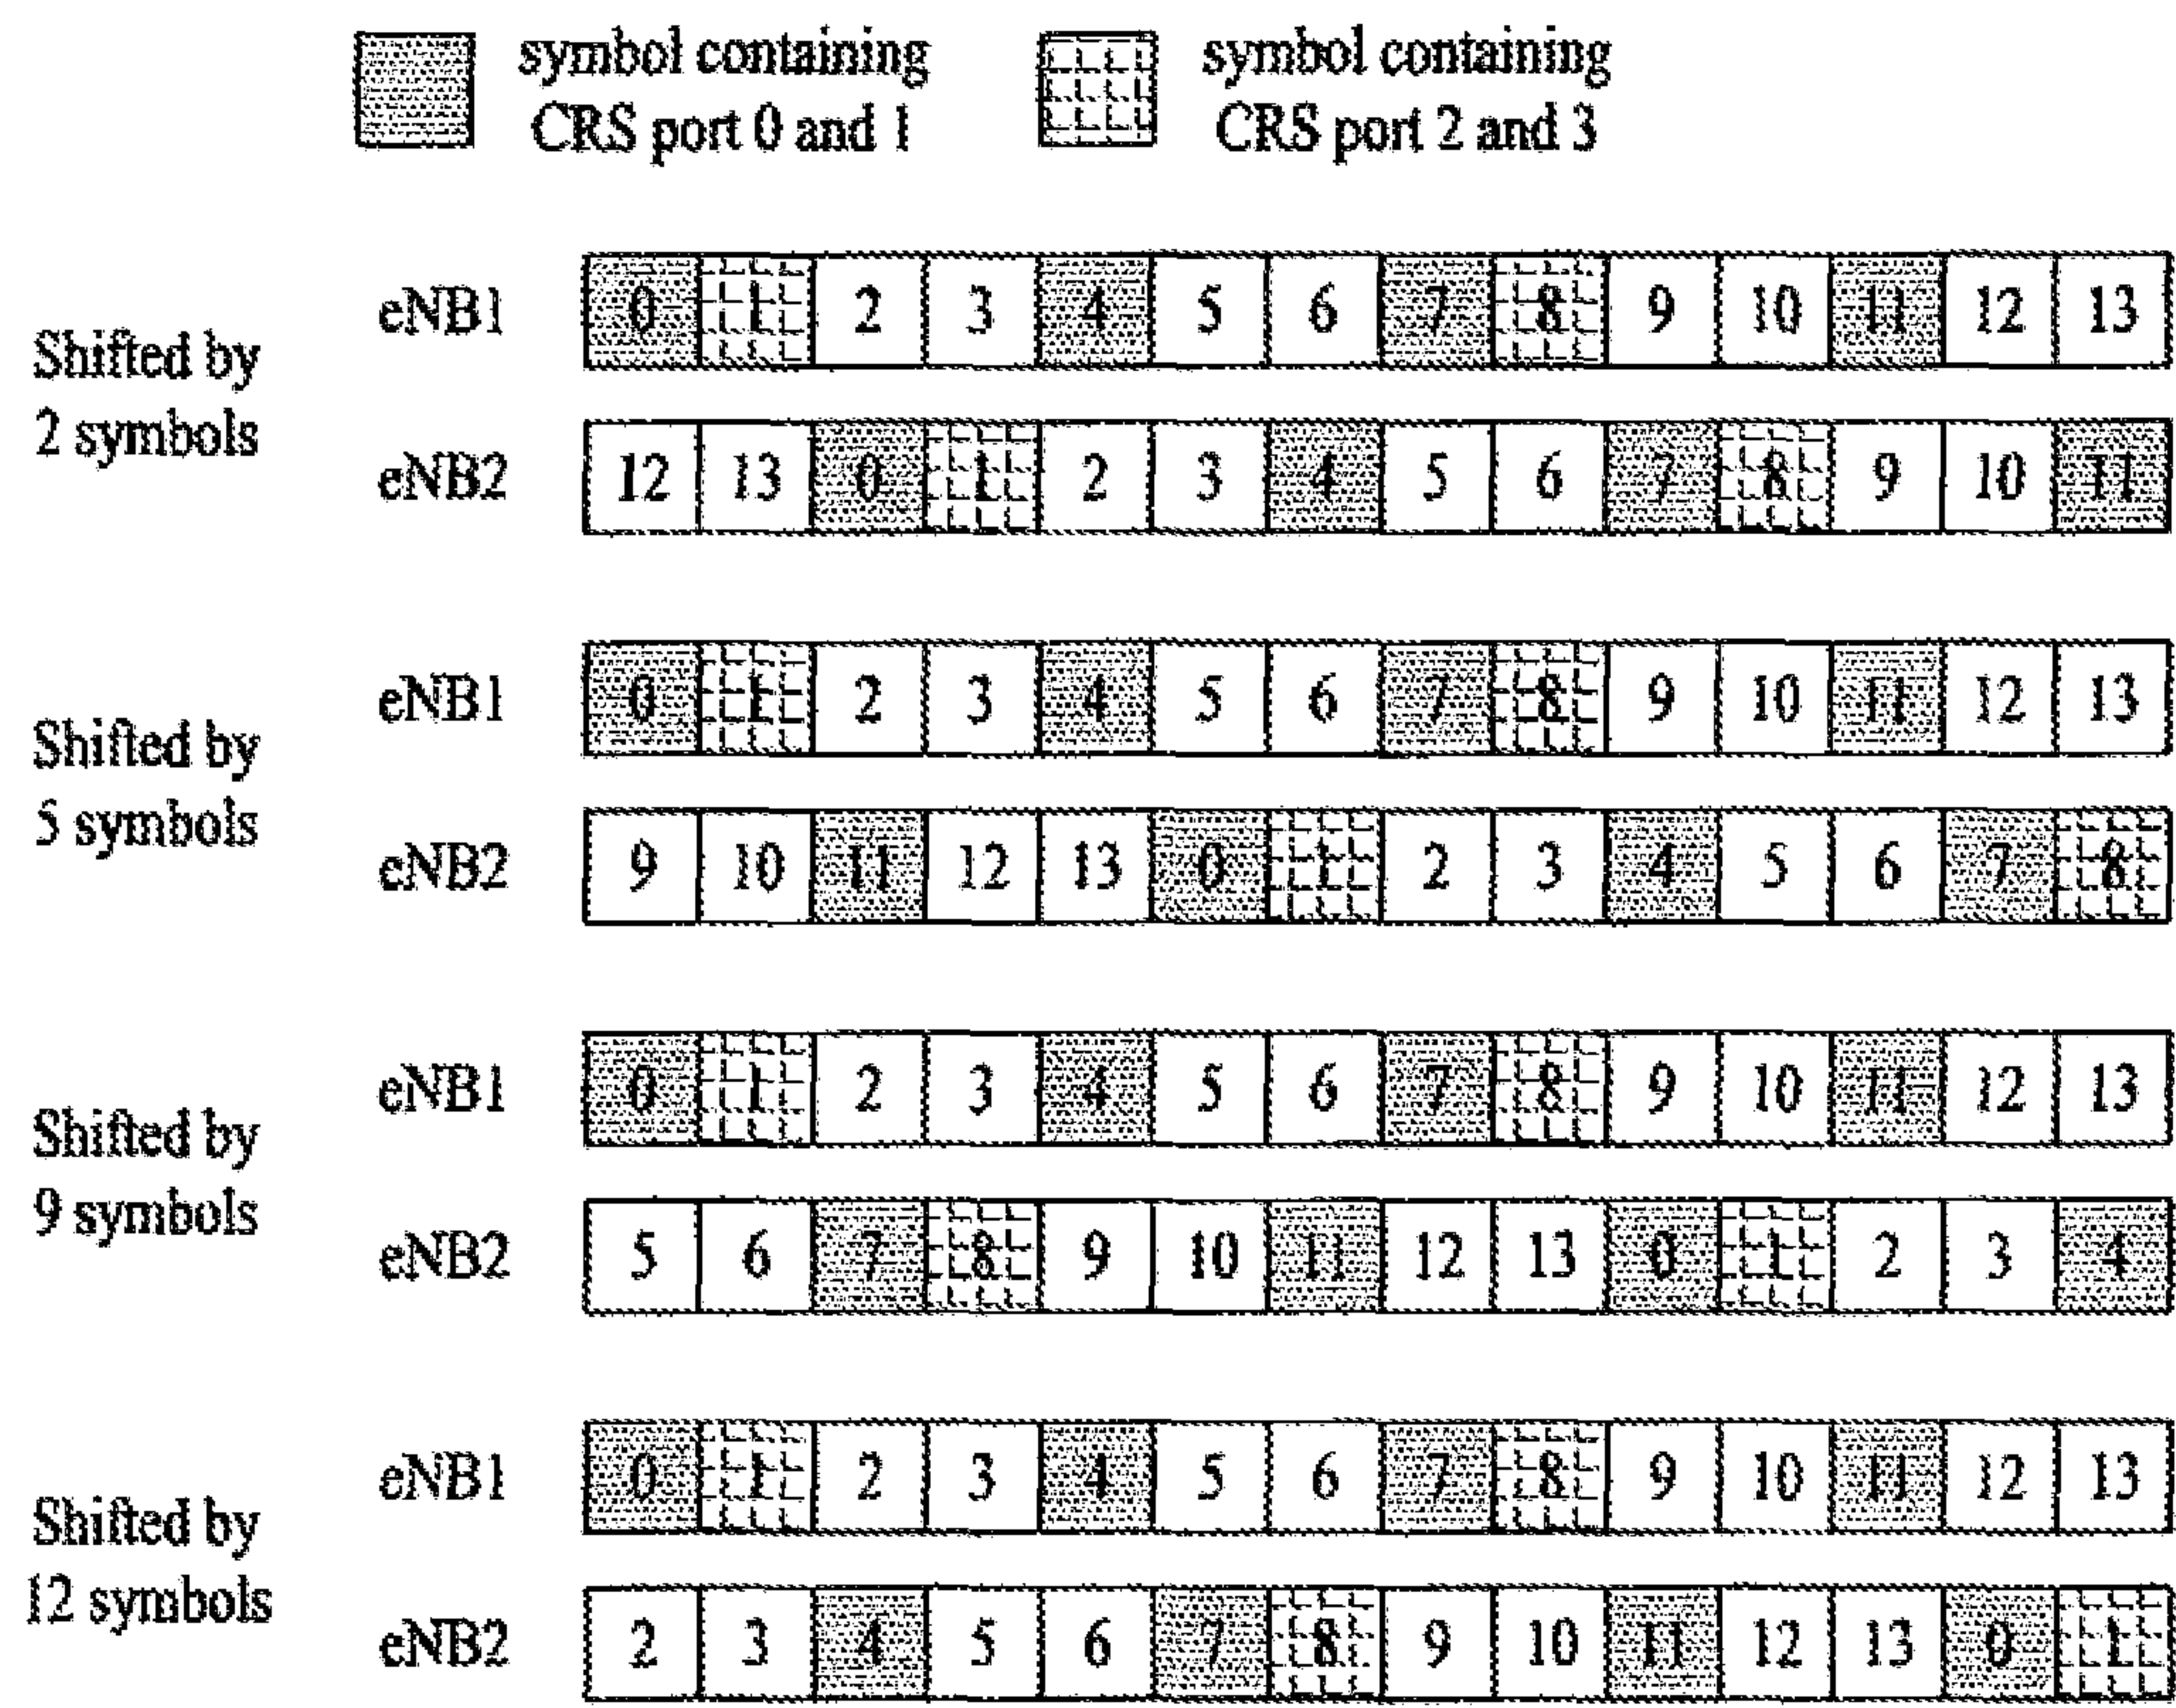 symbol containing
CRS port 0 and 1
symbol containing
CRS port 2 and 3
Shifted by
2 symbols
eNB1 0 1 2 3 4 5 6 7 8 9 10 11 12 13
eNB2 12 13 0 1 2 3 4 5 6 7 8 9 10 11
Shifted by
5 symbols
eNB1 0 1 2 3 4 5 6 7 8 9 10 11 12 13
eNB2 9 10 11 12 13 0 1 2 3 4 5 6 7 8
Shifted by
9 symbols
eNB1 0 1 2 3 4 5 6 7 8 9 10 11 12 13
eNB2 5 6 7 8 9 10 11 12 13 0 1 2 3 4
Shifted by
12 symbols
eNB1 0 1 2 3 4 5 6 7 8 9 10 11 12 13
eNB2 2 3 4 5 6 7 8 9 10 11 12 13 0 1